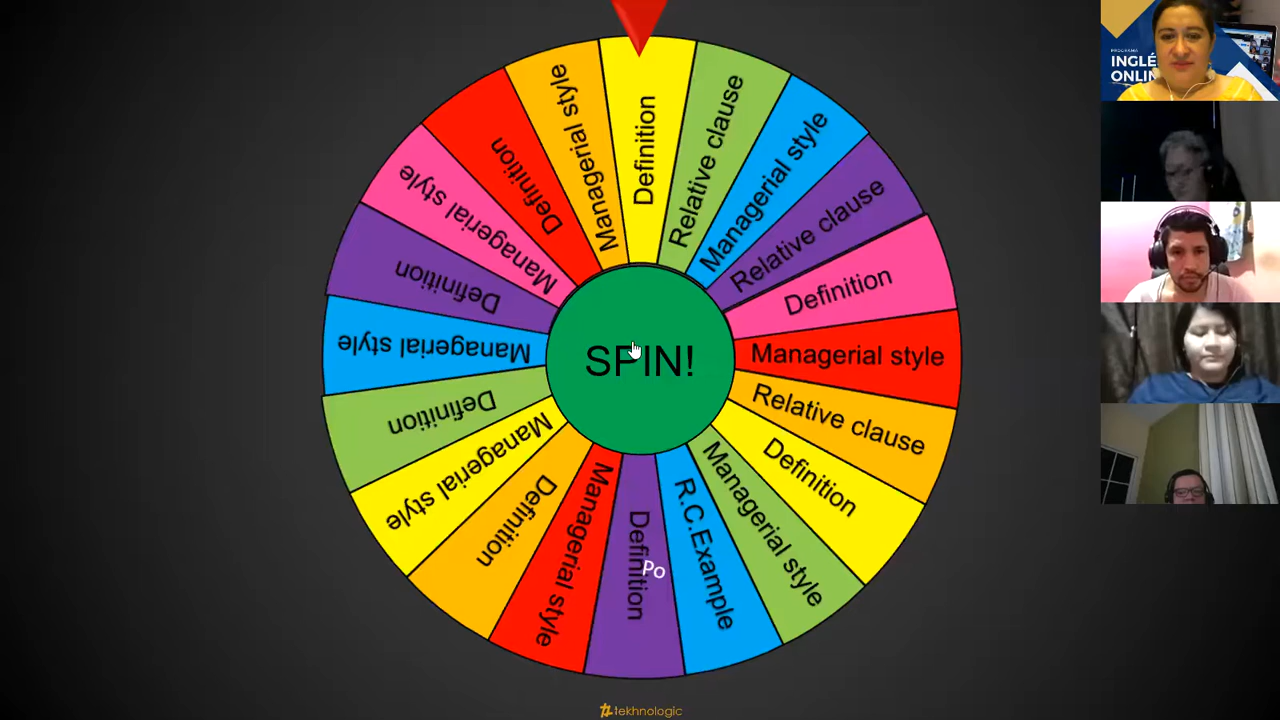 Definition
Relative clause
Managerial style
Relative clause
Definition
Managerial style
Relative clause
Definition
Managerial style
R.C.Example
Definition
Managerial style
Definition
Managerial style
Definition
Managerial style
Definition
Managerial style
Definition
Managerial style
SPIN!
Po
tekhnologic
PROGRAMA
INGLÉ
ONLIN